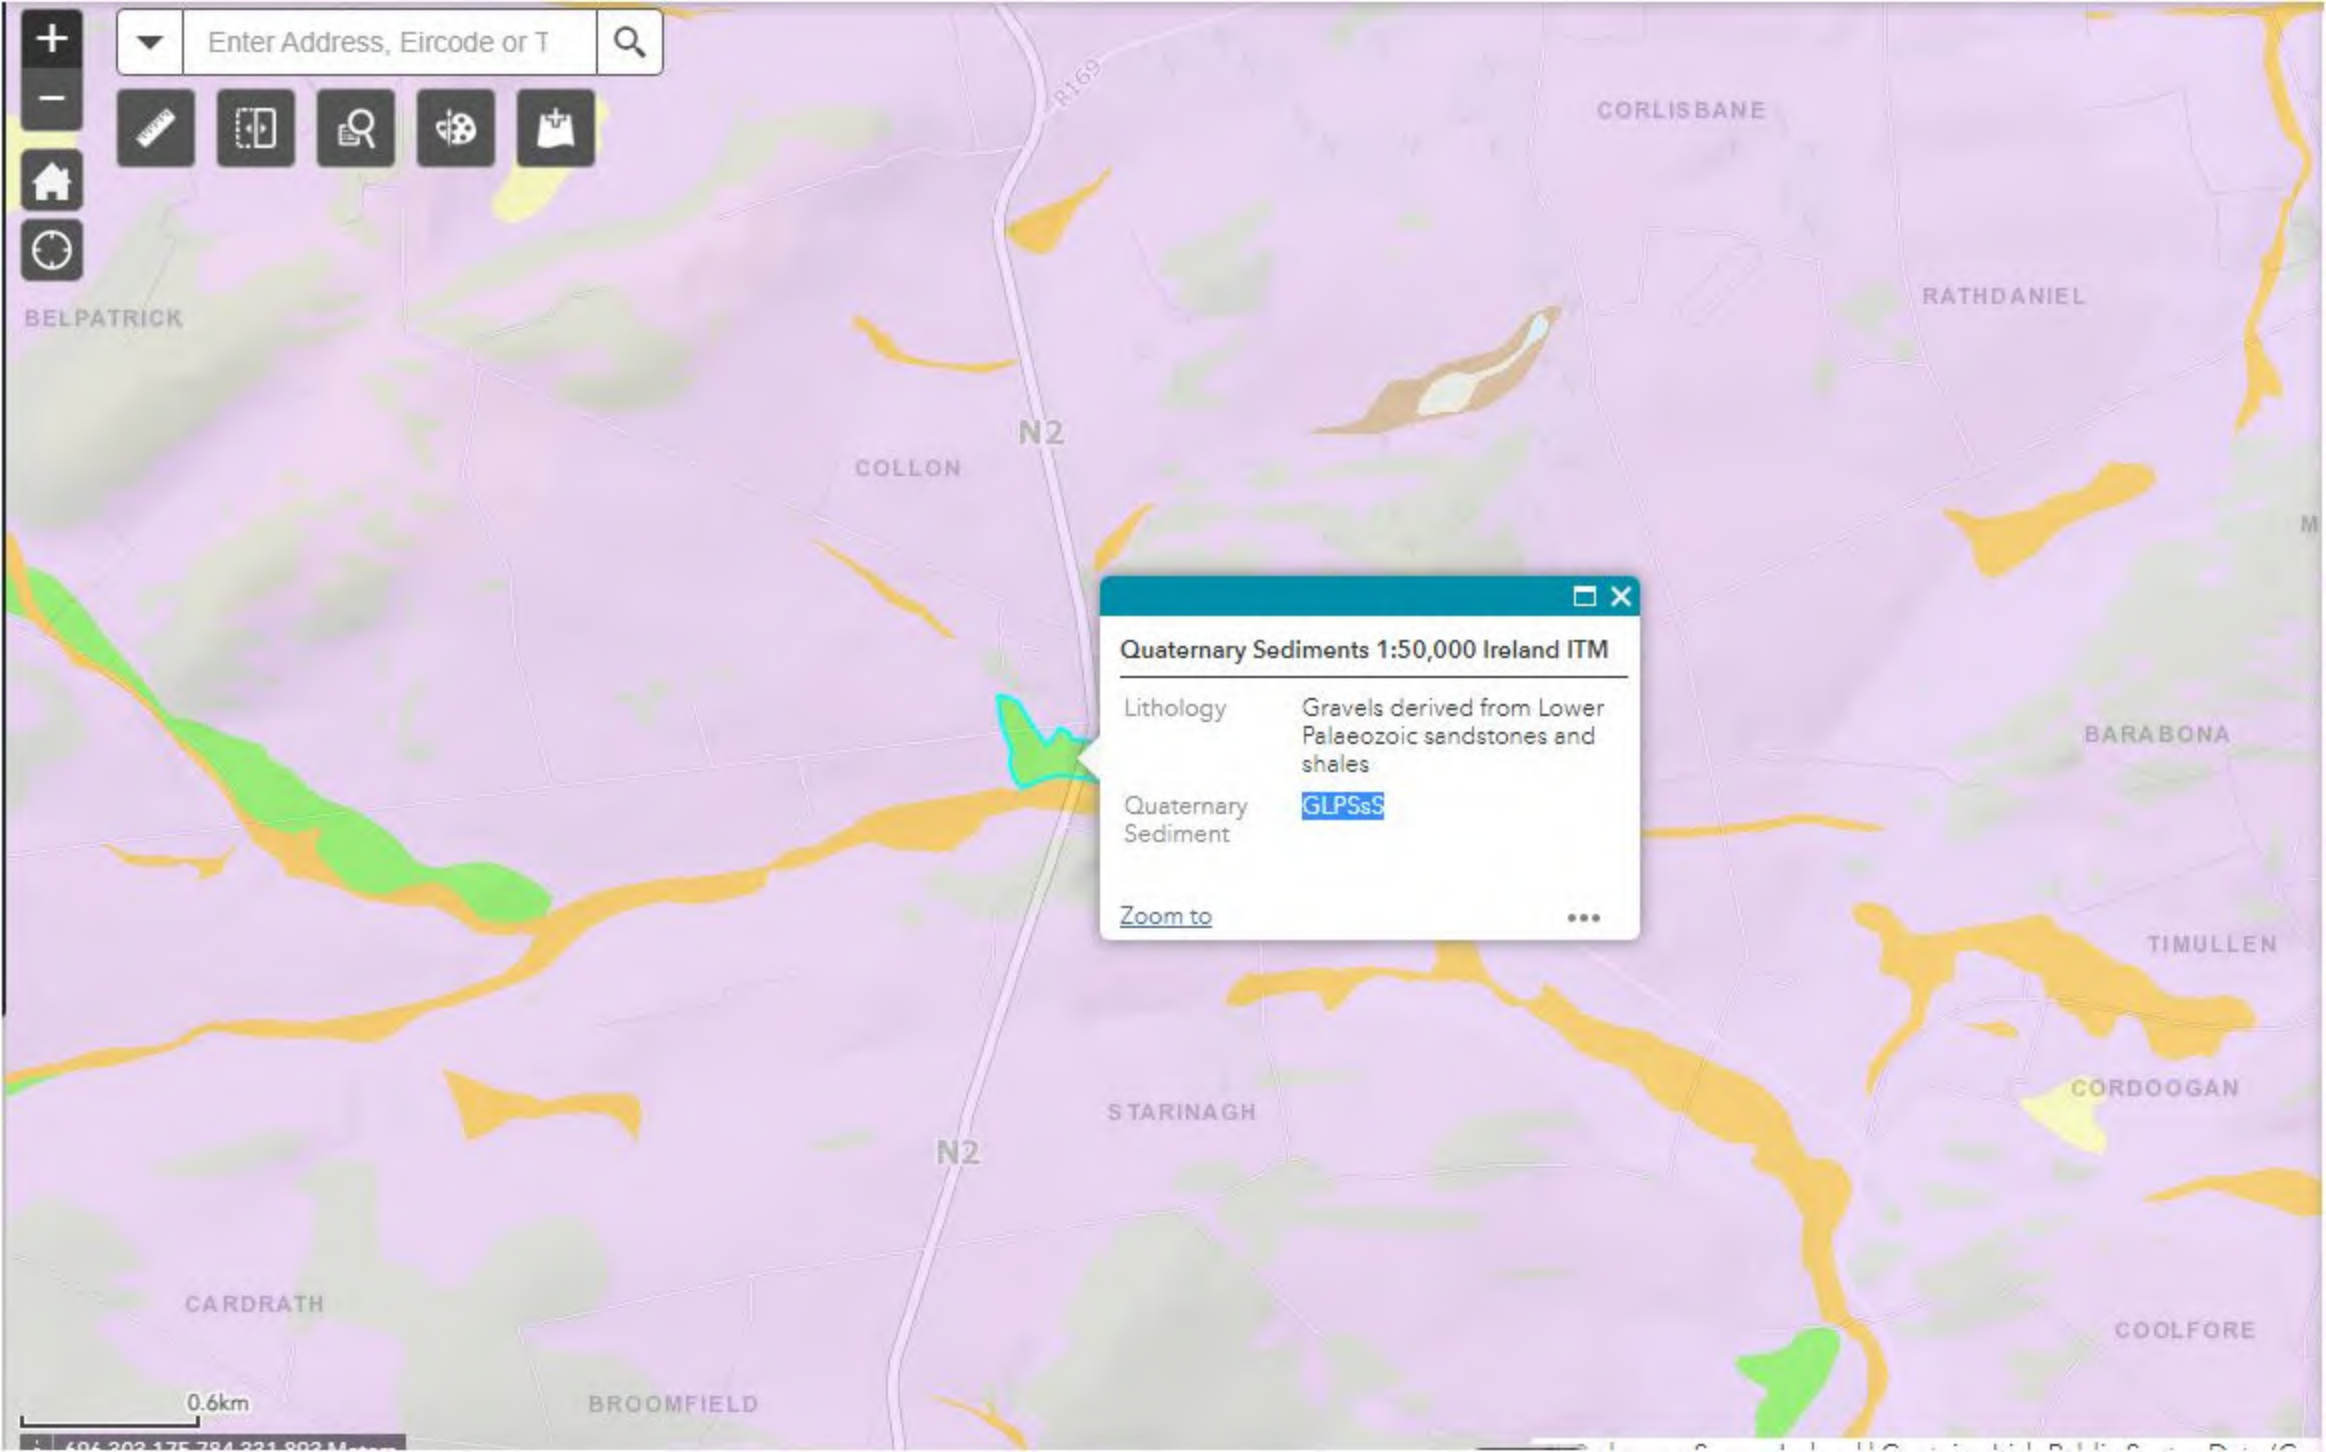 Enter Address, Eircode or T
R169
CORLISBANE
RATHDANIEL
BELPATRICK
N2
COLLON
M
Quaternary Sediments 1:50,000 Ireland ITM
Lithology
Gravels derived from Lower
Palaeozoic sandstones and
shales
Quaternary
Sediment
GLPSsS
Zoom to
BARABONA
TIMULLEN
CORDOOGAN
STARINAGH
N2
CARDRATH
COOLFORE
BROOMFIELD
0.6km